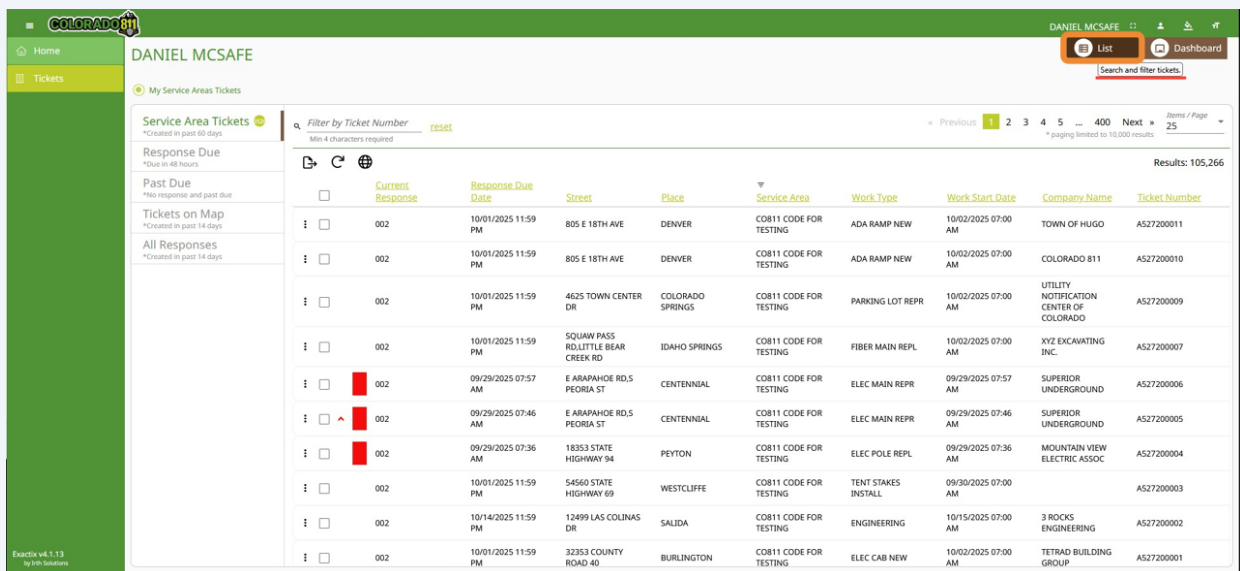 COLORADO811
DANIEL MCSAFE
Home
Tickets
DANIEL MCSAFE
List
Dashboard
Search and filter tickets.
My Service Areas Tickets
Service Area Tickets
*Created in past 60 days
Response Due
*Due in 48 hours
Past Due
*No response and past due
Tickets on Map
*Created in past 14 days
All Responses
*Created in past 14 days
Filter by Ticket Number reset
Min 4 characters required
« Previous 1 2 3 4 5 ... 400 Next »
* paging limited to 10,000 results
Items / Page
25
Results: 105,266
Current Response Response Due Date Street Place Service Area Work Type Work Start Date Company Name Ticket Number
002 10/01/2025 11:59 PM 805 E 18TH AVE DENVER CO811 CODE FOR TESTING ADA RAMP NEW 10/02/2025 07:00 AM TOWN OF HUGO A527200011
002 10/01/2025 11:59 PM 805 E 18TH AVE DENVER CO811 CODE FOR TESTING ADA RAMP NEW 10/02/2025 07:00 AM COLORADO 811 A527200010
002 10/01/2025 11:59 PM 4625 TOWN CENTER DR COLORADO SPRINGS CO811 CODE FOR TESTING PARKING LOT REPR 10/02/2025 07:00 AM UTILITY NOTIFICATION CENTER OF COLORADO A527200009
002 10/01/2025 11:59 PM SQUAW PASS RD,LITTLE BEAR CREEK RD IDAHO SPRINGS CO811 CODE FOR TESTING FIBER MAIN REPL 10/02/2025 07:00 AM XYZ EXCAVATING INC. A527200007
002 09/29/2025 07:57 AM E ARAPAHOE RD,S PEORIA ST CENTENNIAL CO811 CODE FOR TESTING ELEC MAIN REPR 09/29/2025 07:57 AM SUPERIOR UNDERGROUND A527200006
002 09/29/2025 07:46 AM E ARAPAHOE RD,S PEORIA ST CENTENNIAL CO811 CODE FOR TESTING ELEC MAIN REPR 09/29/2025 07:46 AM SUPERIOR UNDERGROUND A527200005
002 09/29/2025 07:36 AM 18353 STATE HIGHWAY 94 PEYTON CO811 CODE FOR TESTING ELEC POLE REPL 09/29/2025 07:36 AM MOUNTAIN VIEW ELECTRIC ASSOC A527200004
002 10/01/2025 11:59 PM 54560 STATE HIGHWAY 69 WESTCLIFFE CO811 CODE FOR TESTING TENT STAKES INSTALL 09/30/2025 07:00 AM A527200003
002 10/14/2025 11:59 PM 12499 LAS COLINAS DR SALIDA CO811 CODE FOR TESTING ENGINEERING 10/15/2025 07:00 AM 3 ROCKS ENGINEERING A527200002
002 10/01/2025 11:59 PM 32353 COUNTY ROAD 40 BURLINGTON CO811 CODE FOR TESTING ELEC CAB NEW 10/02/2025 07:00 AM TETRAD BUILDING GROUP A527200001
Exactix v4.1.13
by Irth Solutions